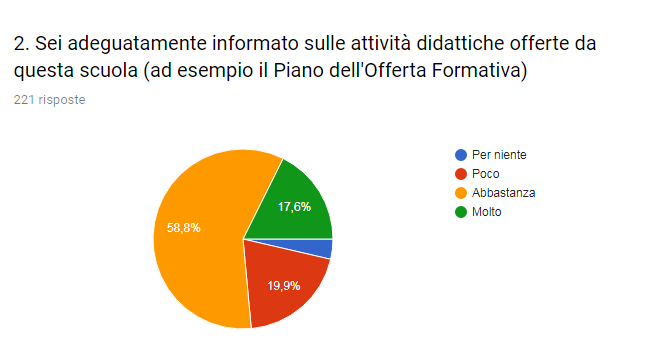 2. Sei adeguatamente informato sulle attività didattiche offerte da
questa scuola (ad esempio il Piano dell'Offerta Formativa)
221 risposte
Per niente
Poco
Abbastanza
Molto
17,6%
58,8%
19,9%